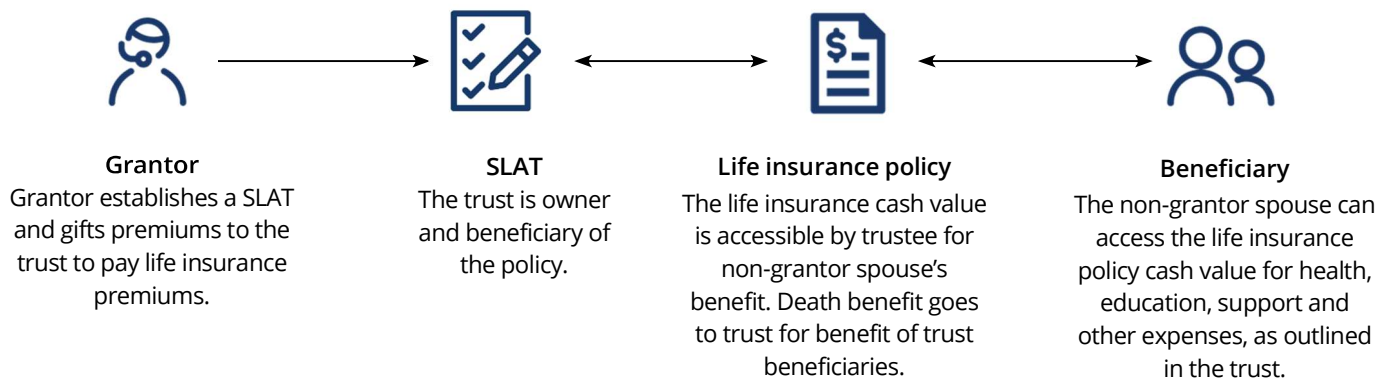 $
Grantor
Grantor establishes a SLAT
and gifts premiums to the
trust to pay life insurance
premiums.
SLAT
The trust is owner
and beneficiary of
the policy.
Life insurance policy
The life insurance cash value
is accessible by trustee for
non-grantor spouse’s
benefit. Death benefit goes
to trust for benefit of trust
beneficiaries.
Beneficiary
The non-grantor spouse can
access the life insurance
policy cash value for health,
education, support and
other expenses, as outlined
in the trust.